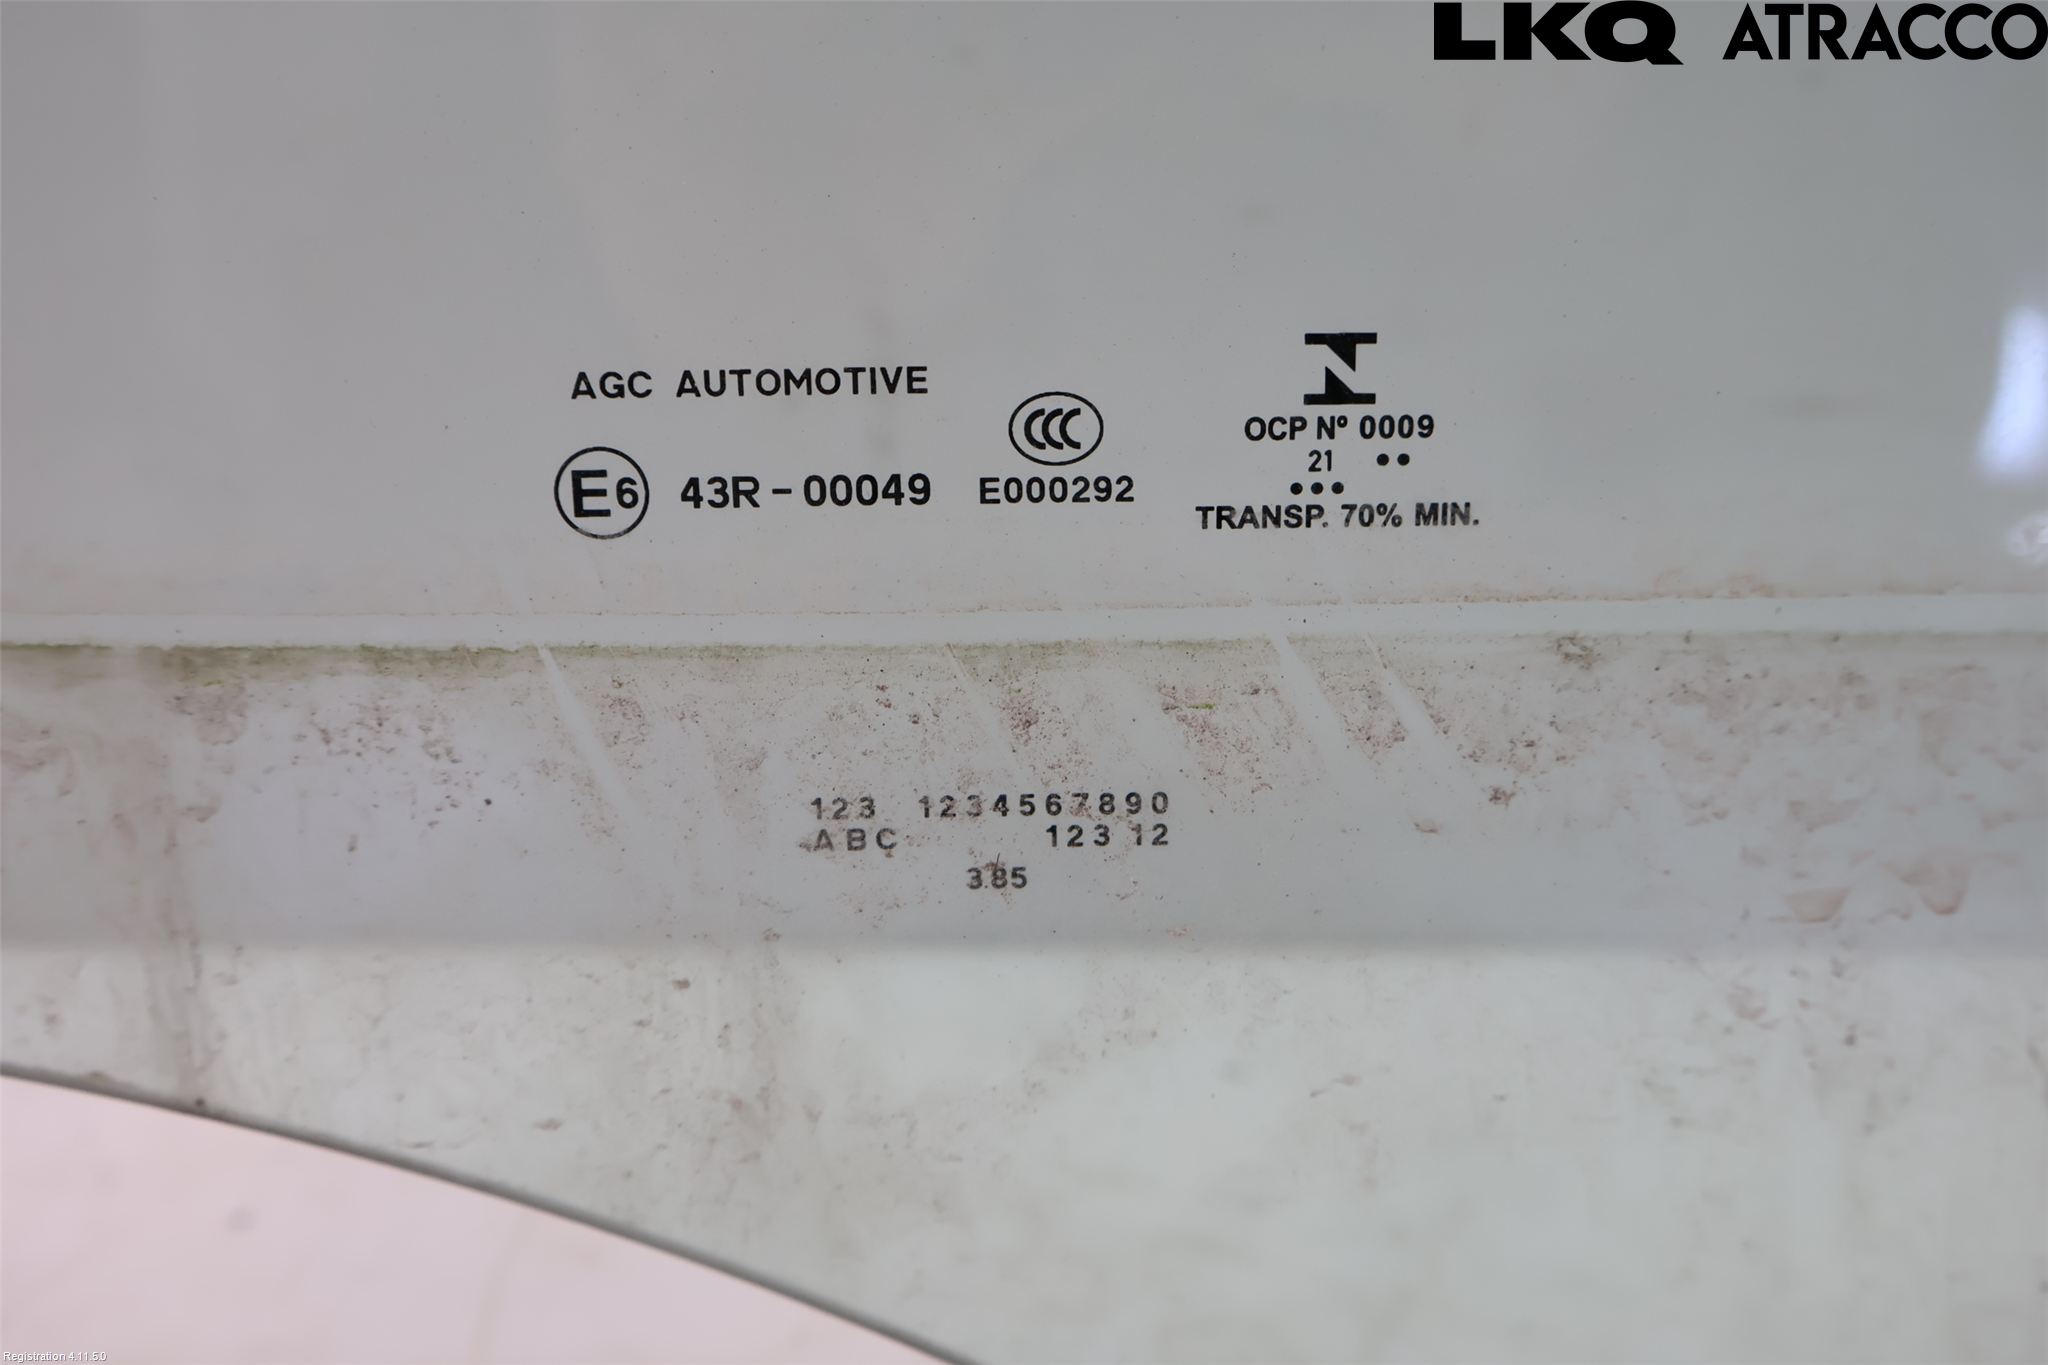 LKQ ATRACCO
AGC AUTOMOTIVE
E6 43R-00049
CCC
E000292
OCP Nº 0009
21 ••
•••
TRANSP. 70% MIN.
123 1234567890
ABC 123 12
3.85
Registration 4.11.5.0